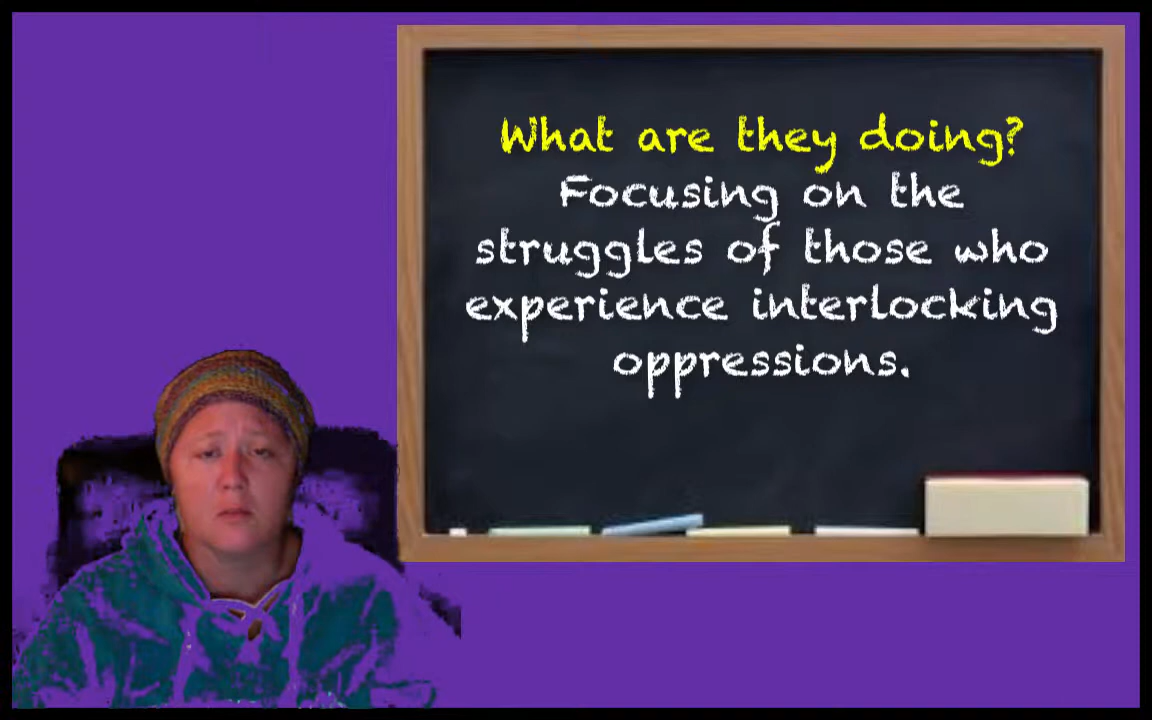 What are they doing?
Focusing on the
struggles of those who
experience interlocking
oppressions.